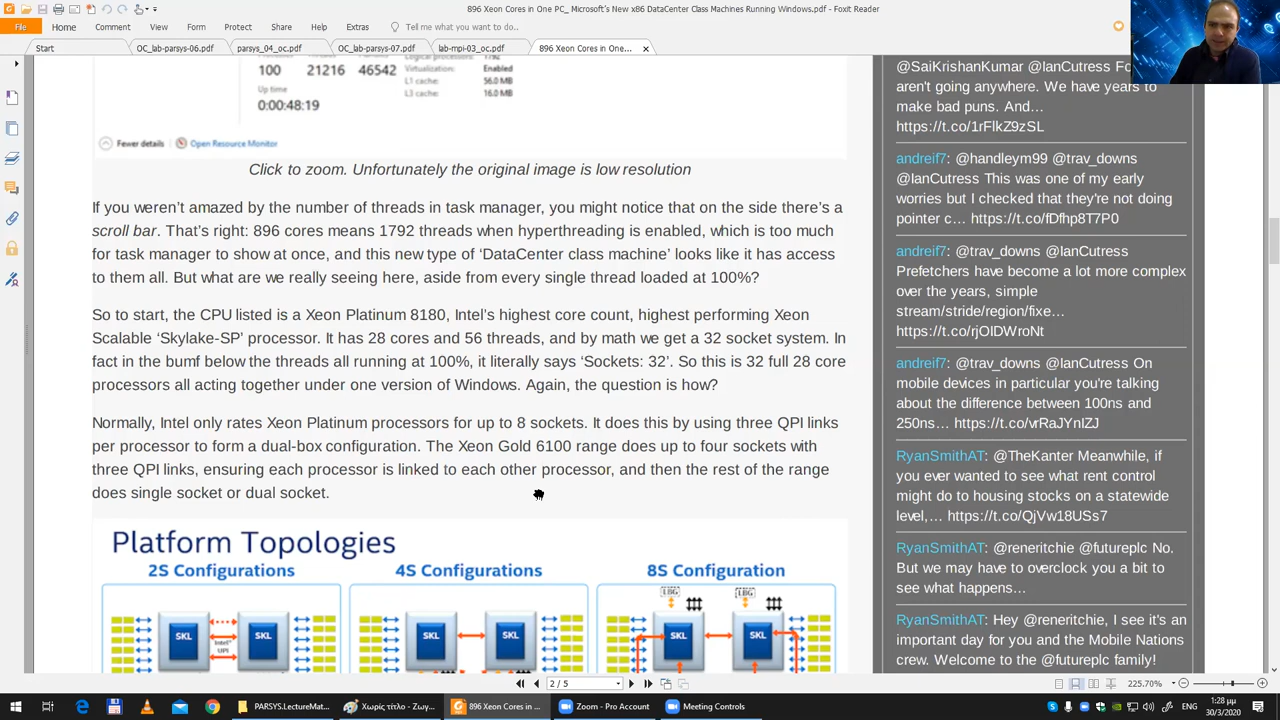 896 Xeon Cores in One PC_ Microsoft's New x86 DataCenter Class Machines Running Windows.pdf - Foxit Reader
File Home Comment View Form Protect Share Help Extras Tell me what you want to do...
Start OC_lab-parsys-06.pdf parsys_04_oc.pdf OC_lab-parsys-07.pdf lab-mpi-03_oc.pdf 896 Xeon Cores in One...
100 21216 46542
Up time
0:00:48:19
Logical processors: 1792
Virtualization: Enabled
L1 cache: 56.0 MB
L3 cache: 16.0 MB
Fewer details Open Resource Monitor
Click to zoom. Unfortunately the original image is low resolution
If you weren't amazed by the number of threads in task manager, you might notice that on the side there's a
scroll bar. That's right: 896 cores means 1792 threads when hyperthreading is enabled, which is too much
for task manager to show at once, and this new type of 'DataCenter class machine' looks like it has access
to them all. But what are we really seeing here, aside from every single thread loaded at 100%?
So to start, the CPU listed is a Xeon Platinum 8180, Intel's highest core count, highest performing Xeon
Scalable 'Skylake-SP' processor. It has 28 cores and 56 threads, and by math we get a 32 socket system. In
fact in the bumf below the threads all running at 100%, it literally says 'Sockets: 32'. So this is 32 full 28 core
processors all acting together under one version of Windows. Again, the question is how?
Normally, Intel only rates Xeon Platinum processors for up to 8 sockets. It does this by using three QPI links
per processor to form a dual-box configuration. The Xeon Gold 6100 range does up to four sockets with
three QPI links, ensuring each processor is linked to each other processor, and then the rest of the range
does single socket or dual socket.
Platform Topologies
2S Configurations 4S Configurations 8S Configuration
LBG LBG
SKL SKL SKL SKL SKL SKL
Intel® UPI
@SaiKrishanKumar @IanCutress
aren't going anywhere. We have years to
make bad puns. And…
https://t.co/1rFlkZ9zSL
andreif7: @handleym99 @trav_downs
@IanCutress This was one of my early
worries but I checked that they're not doing
pointer c… https://t.co/fDfhp8T7P0
andreif7: @trav_downs @IanCutress
Prefetchers have become a lot more complex
over the years, simple
stream/stride/region/fixe…
https://t.co/rjOIDWroNt
andreif7: @trav_downs @IanCutress On
mobile devices in particular you're talking
about the difference between 100ns and
250ns… https://t.co/vRaJYnIZJ
RyanSmithAT: @TheKanter Meanwhile, if
you ever wanted to see what rent control
might do to housing stocks on a statewide
level,… https://t.co/QjVw18USs7
RyanSmithAT: @reneritchie @futureplc No.
But we may have to overclock you a bit to
see what happens…
RyanSmithAT: Hey @reneritchie, I see it's an
important day for you and the Mobile Nations
crew. Welcome to the @futureplc family!
2 / 5 225.70%
PARSYS.LectureMat... Χωρίς τίτλο - Ζωγ... 896 Xeon Cores in O... Zoom - Pro Account Meeting Controls
1:28 μμ
30/3/2020